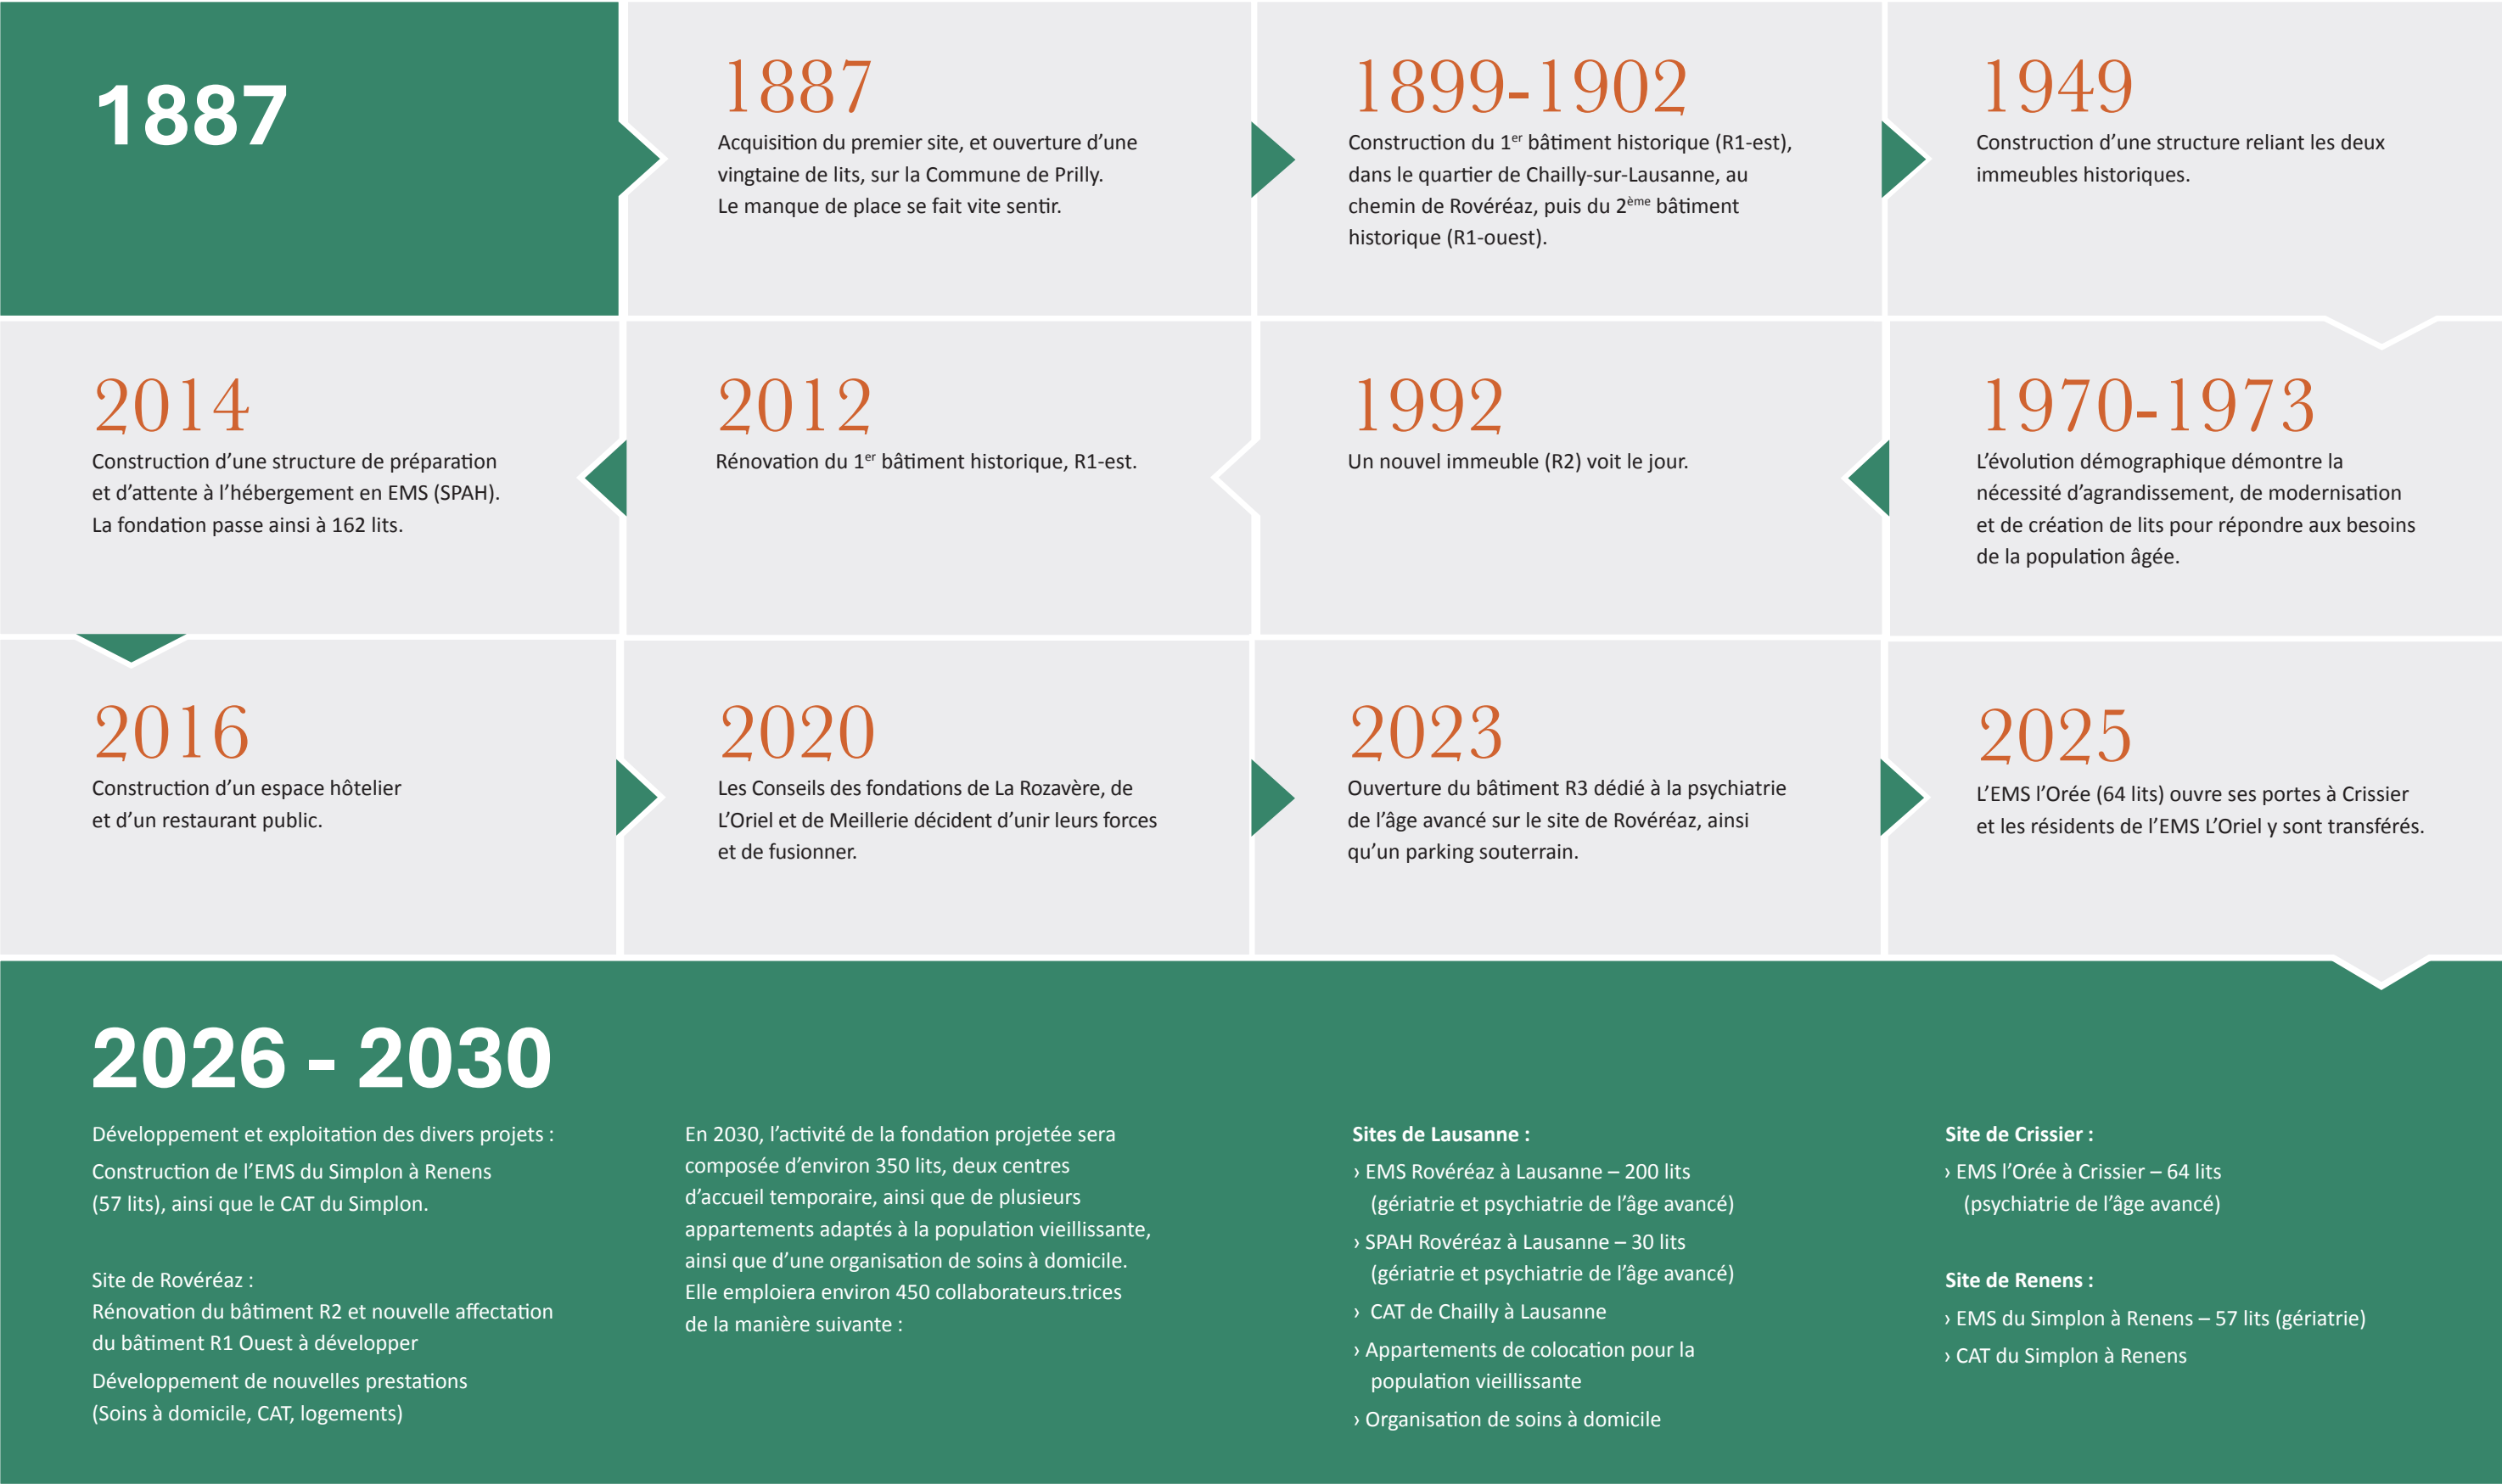 1887
1887
Acquisition du premier site, et ouverture d’une
vingtaine de lits, sur la Commune de Prilly.
Le manque de place se fait vite sentir.
1899-1902
Construction du 1er bâtiment historique (R1-est),
dans le quartier de Chailly-sur-Lausanne, au
chemin de Rovéréaz, puis du 2ème bâtiment
historique (R1-ouest).
1949
Construction d’une structure reliant les deux
immeubles historiques.
1970-1973
L’évolution démographique démontre la
nécessité d’agrandissement, de modernisation
et de création de lits pour répondre aux besoins
de la population âgée.
1992
Un nouvel immeuble (R2) voit le jour.
2012
Rénovation du 1er bâtiment historique, R1-est.
2014
Construction d’une structure de préparation
et d’attente à l’hébergement en EMS (SPAH).
La fondation passe ainsi à 162 lits.
2016
Construction d’un espace hôtelier
et d’un restaurant public.
2020
Les Conseils des fondations de La Rozavère, de
L’Oriel et de Meillerie décident d’unir leurs forces
et de fusionner.
2023
Ouverture du bâtiment R3 dédié à la psychiatrie
de l’âge avancé sur le site de Rovéréaz, ainsi
qu’un parking souterrain.
2025
L’EMS l’Orée (64 lits) ouvre ses portes à Crissier
et les résidents de l’EMS L’Oriel y sont transférés.
2026 - 2030
Développement et exploitation des divers projets :
Construction de l’EMS du Simplon à Renens
(57 lits), ainsi que le CAT du Simplon.
Site de Rovéréaz :
Rénovation du bâtiment R2 et nouvelle affectation
du bâtiment R1 Ouest à développer
Développement de nouvelles prestations
(Soins à domicile, CAT, logements)
En 2030, l’activité de la fondation projetée sera
composée d’environ 350 lits, deux centres
d’accueil temporaire, ainsi que de plusieurs
appartements adaptés à la population vieillissante,
ainsi que d’une organisation de soins à domicile.
Elle emploiera environ 450 collaborateurs.trices
de la manière suivante :
Sites de Lausanne :
› EMS Rovéréaz à Lausanne – 200 lits
(gériatrie et psychiatrie de l’âge avancé)
› SPAH Rovéréaz à Lausanne – 30 lits
(gériatrie et psychiatrie de l’âge avancé)
› CAT de Chailly à Lausanne
› Appartements de colocation pour la
population vieillissante
› Organisation de soins à domicile
Site de Crissier :
› EMS l’Orée à Crissier – 64 lits
(psychiatrie de l’âge avancé)
Site de Renens :
› EMS du Simplon à Renens – 57 lits (gériatrie)
› CAT du Simplon à Renens